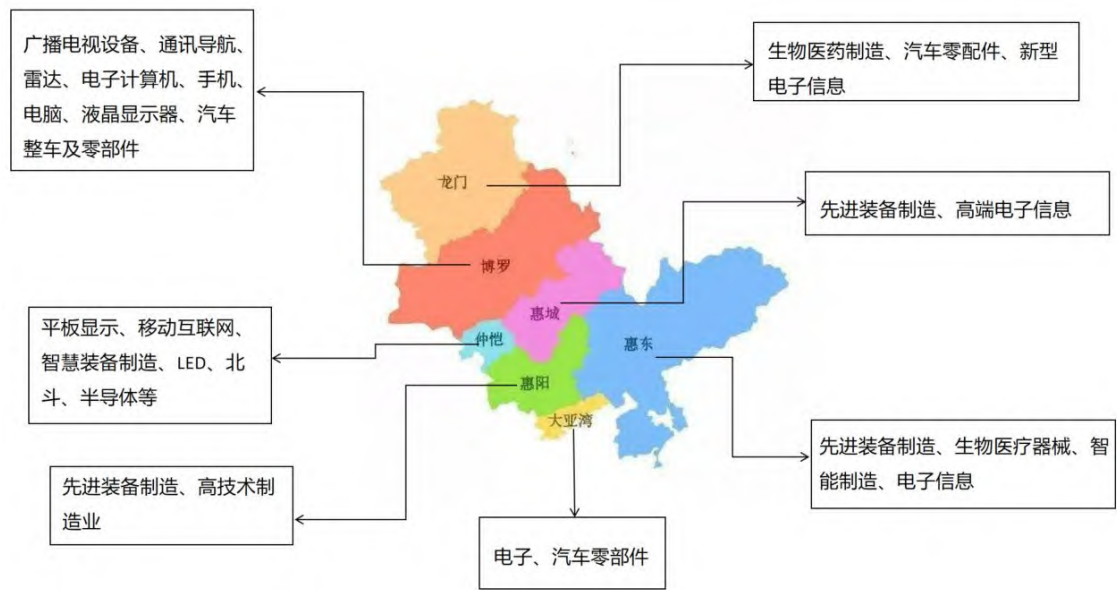 广播电视设备、通讯导航、
雷达、电子计算机、手机、
电脑、液晶显示器、汽车
整车及零部件
生物医药制造、汽车零配件、新型
电子信息
龙门
先进装备制造、高端电子信息
博罗
惠城
平板显示、移动互联网、
智慧装备制造、LED、北
斗、半导体等
仲恺
惠东
惠阳
大亚湾
先进装备制造、生物医疗器械、智
能制造、电子信息
先进装备制造、高技术制
造业
电子、汽车零部件